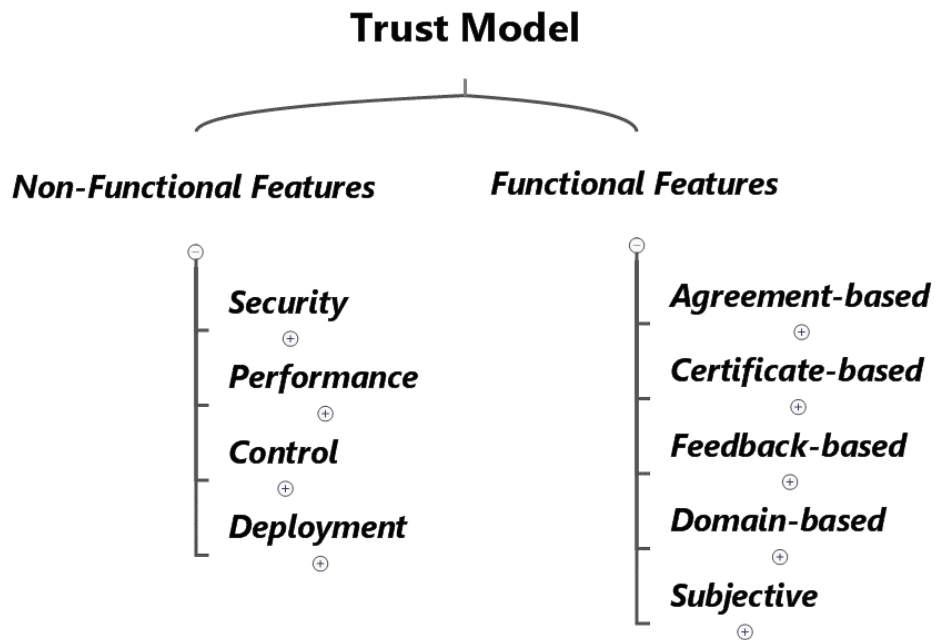 Trust Model
Non-Functional Features
Functional Features
Security
Performance
Control
Deployment
Agreement-based
Certificate-based
Feedback-based
Domain-based
Subjective